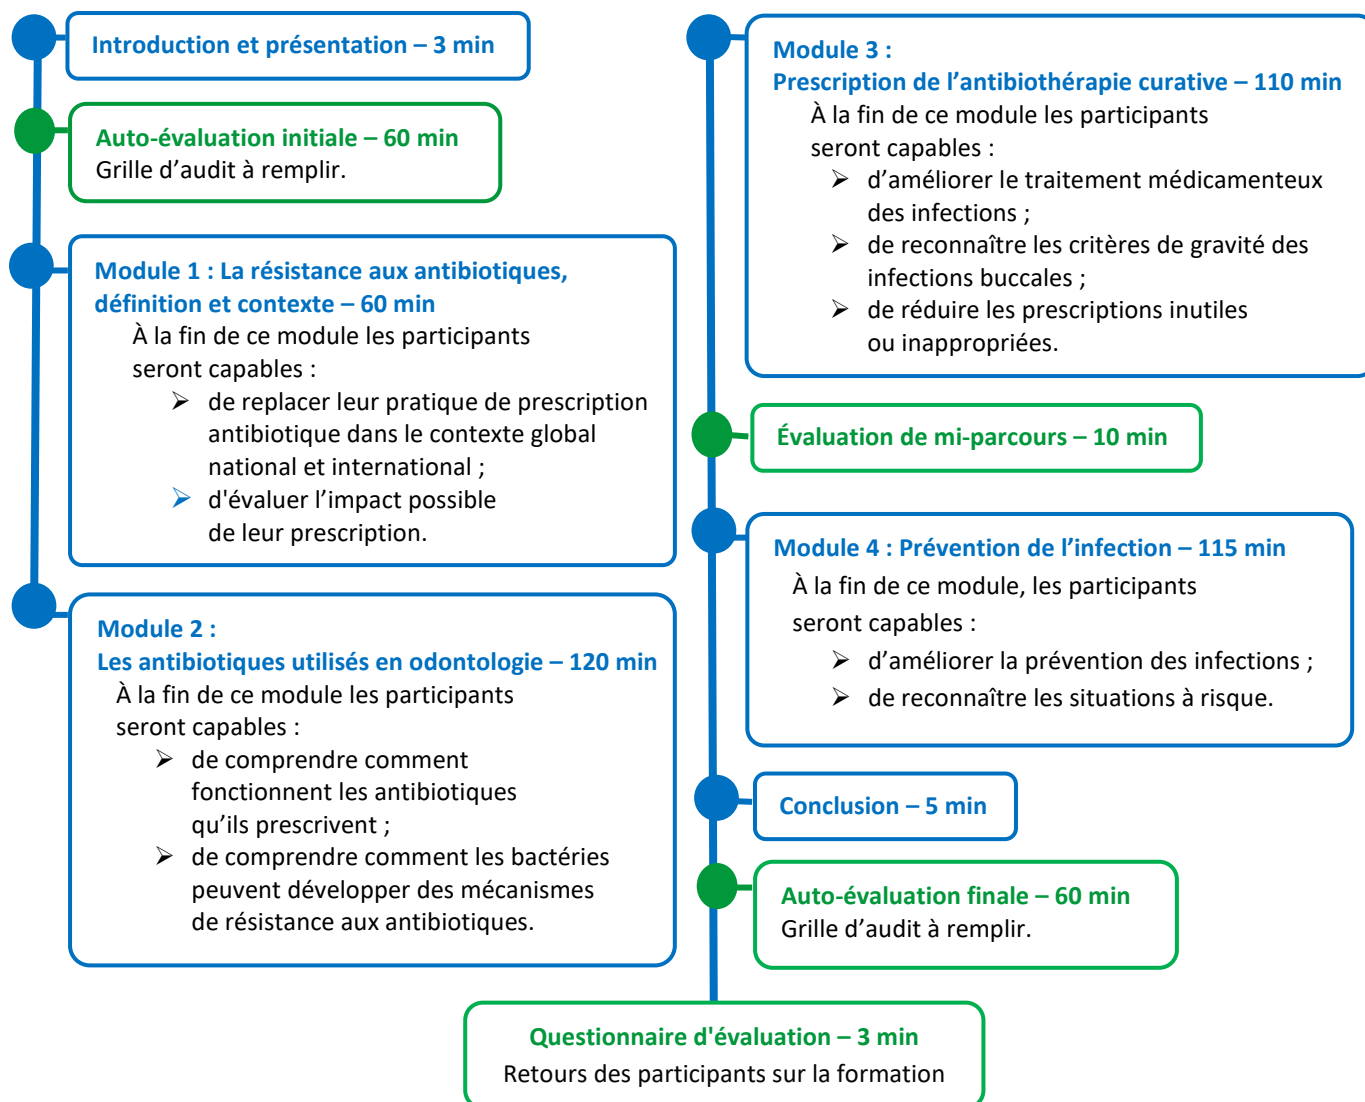 Introduction et présentation – 3 min
Auto-évaluation initiale – 60 min
Grille d’audit à remplir.
Module 1 : La résistance aux antibiotiques,
définition et contexte – 60 min
À la fin de ce module les participants
seront capables :
➢ de replacer leur pratique de prescription
antibiotique dans le contexte global
national et international ;
➢ d'évaluer l’impact possible
de leur prescription.
Module 2 :
Les antibiotiques utilisés en odontologie – 120 min
À la fin de ce module les participants
seront capables :
➢ de comprendre comment
fonctionnent les antibiotiques
qu’ils prescrivent ;
➢ de comprendre comment les bactéries
peuvent développer des mécanismes
de résistance aux antibiotiques.
Module 3 :
Prescription de l’antibiothérapie curative – 110 min
À la fin de ce module les participants
seront capables :
➢ d’améliorer le traitement médicamenteux
des infections ;
➢ de reconnaître les critères de gravité des
infections buccales ;
➢ de réduire les prescriptions inutiles
ou inappropriées.
Évaluation de mi-parcours – 10 min
Module 4 : Prévention de l’infection – 115 min
À la fin de ce module, les participants
seront capables :
➢ d’améliorer la prévention des infections ;
➢ de reconnaître les situations à risque.
Conclusion – 5 min
Auto-évaluation finale – 60 min
Grille d’audit à remplir.
Questionnaire d'évaluation – 3 min
Retours des participants sur la formation